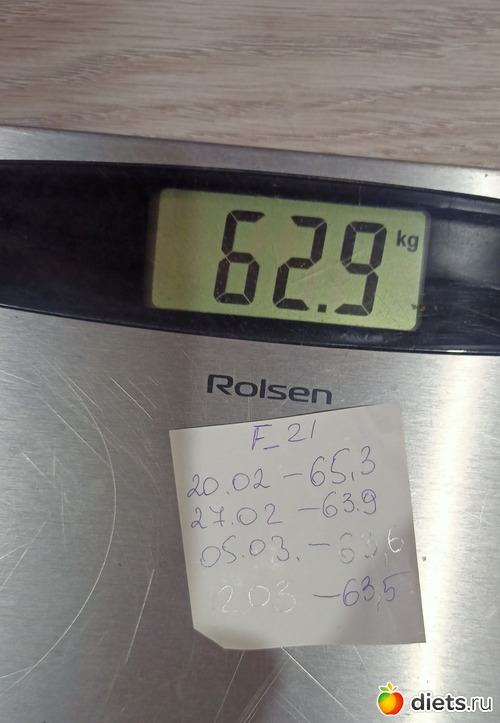 62.9 kg
Rolsen
F_21
20.02 - 65,3
27.02 - 63.9
05.03. - 63,6
2.03 - 63,5
diets.ru